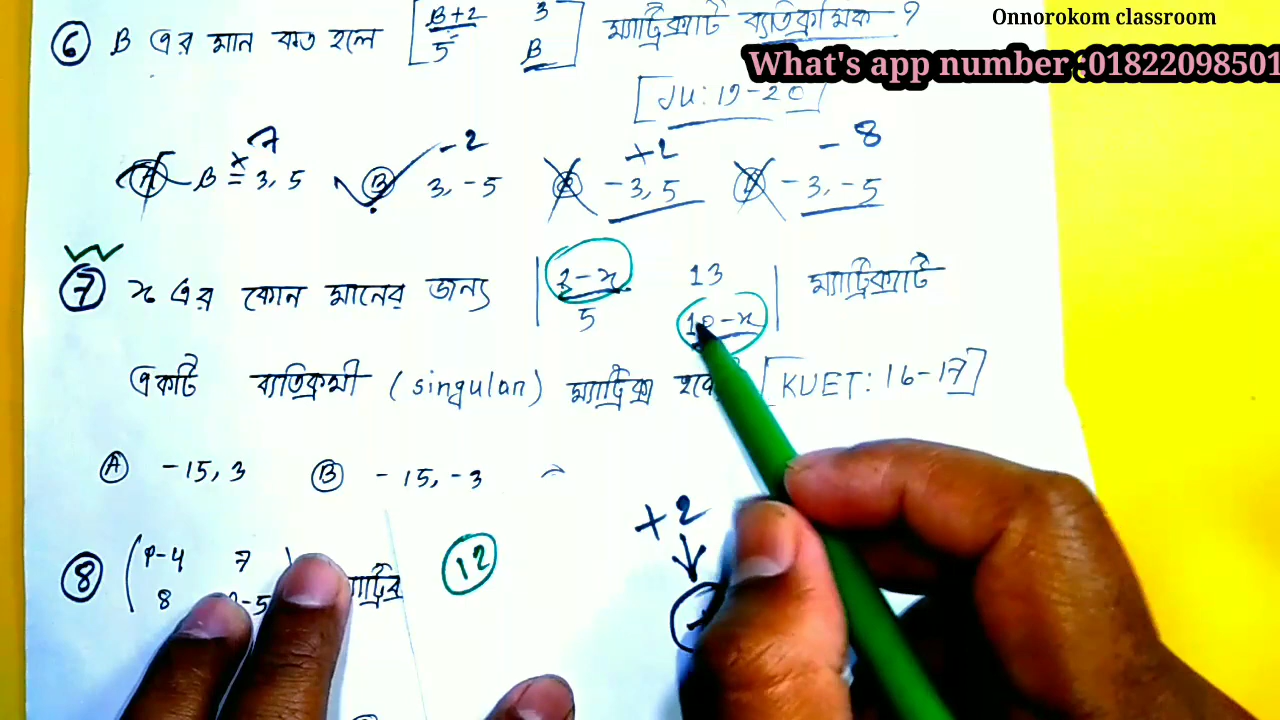 Onnorokom classroom
What's app number :01822098501
⑥ B এর মান কত হলে [B+2 3
5 B] ম্যাট্রিক্সটি ব্যতিক্রমিক ?
[JU: 19-20]
7 -2 +2 -8
Ⓐ B = 3, 5 Ⓑ 3, -5 Ⓒ -3, 5 Ⓓ -3, -5
⑦ x এর কোন মানের জন্য |3-x 13
5 10-x| ম্যাট্রিক্সটি
একটি ব্যতিক্রমী (singular) ম্যাট্রিক্স [KUET: 16-17]
Ⓐ -15, 3 Ⓑ -15, -3
+2
⑧ (P-4 7
8
12